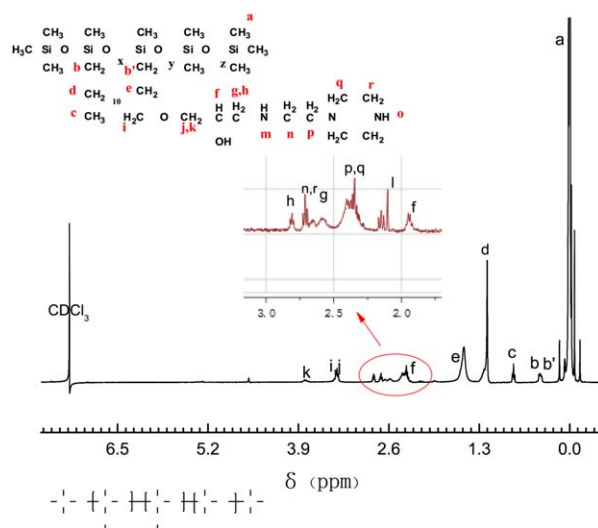 a
CH3 CH3 CH3 CH3 CH3
H3C Si O Si O Si O Si O Si CH3
CH3 b CH2 x b' CH2 y CH3 z CH3
d CH2 10 e CH2 f H g,h H2 H N H2 H2 q H2C CH2 r
c CH3 i H2C O CH2 j,k C C C C N NH o
OH m n p C H2 C H2
h n,r g p,q l f
3.0 2.5 2.0
CDCl3
k i j f e d c b b' a
6.5 5.2 3.9 2.6 1.3 0.0
δ (ppm)